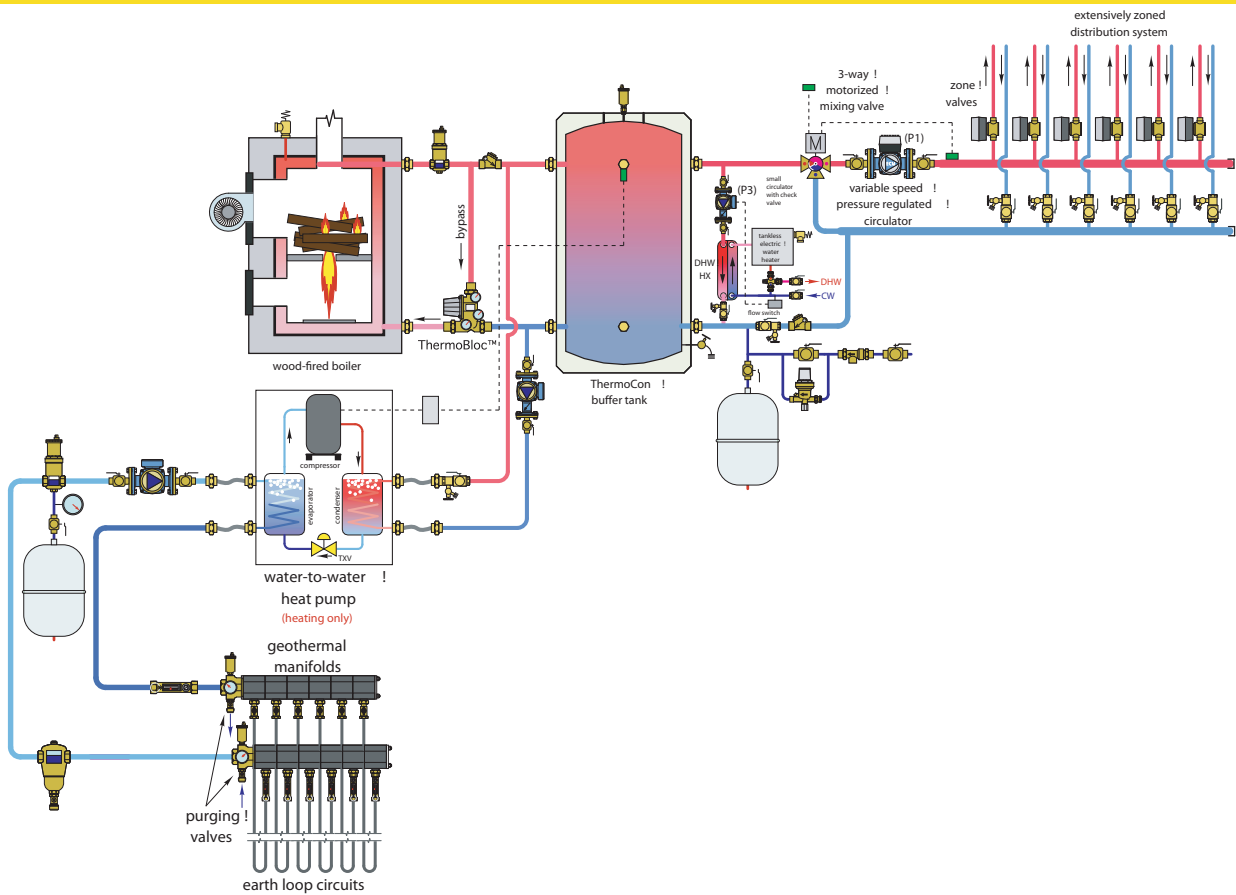 extensively zoned
distribution system
3-way !
motorized !
mixing valve
zone !
valves
M
(P1)
variable speed !
pressure regulated !
circulator
small
circulator
with check
valve
(P3)
bypass
tankless
electric !
water
heater
DHW
HX
DHW
CW
flow switch
ThermoBloc™
wood-fired boiler
ThermoCon !
buffer tank
compressor
evaporator
condenser
TXV
water-to-water !
heat pump
(heating only)
geothermal
manifolds
purging !
valves
earth loop circuits